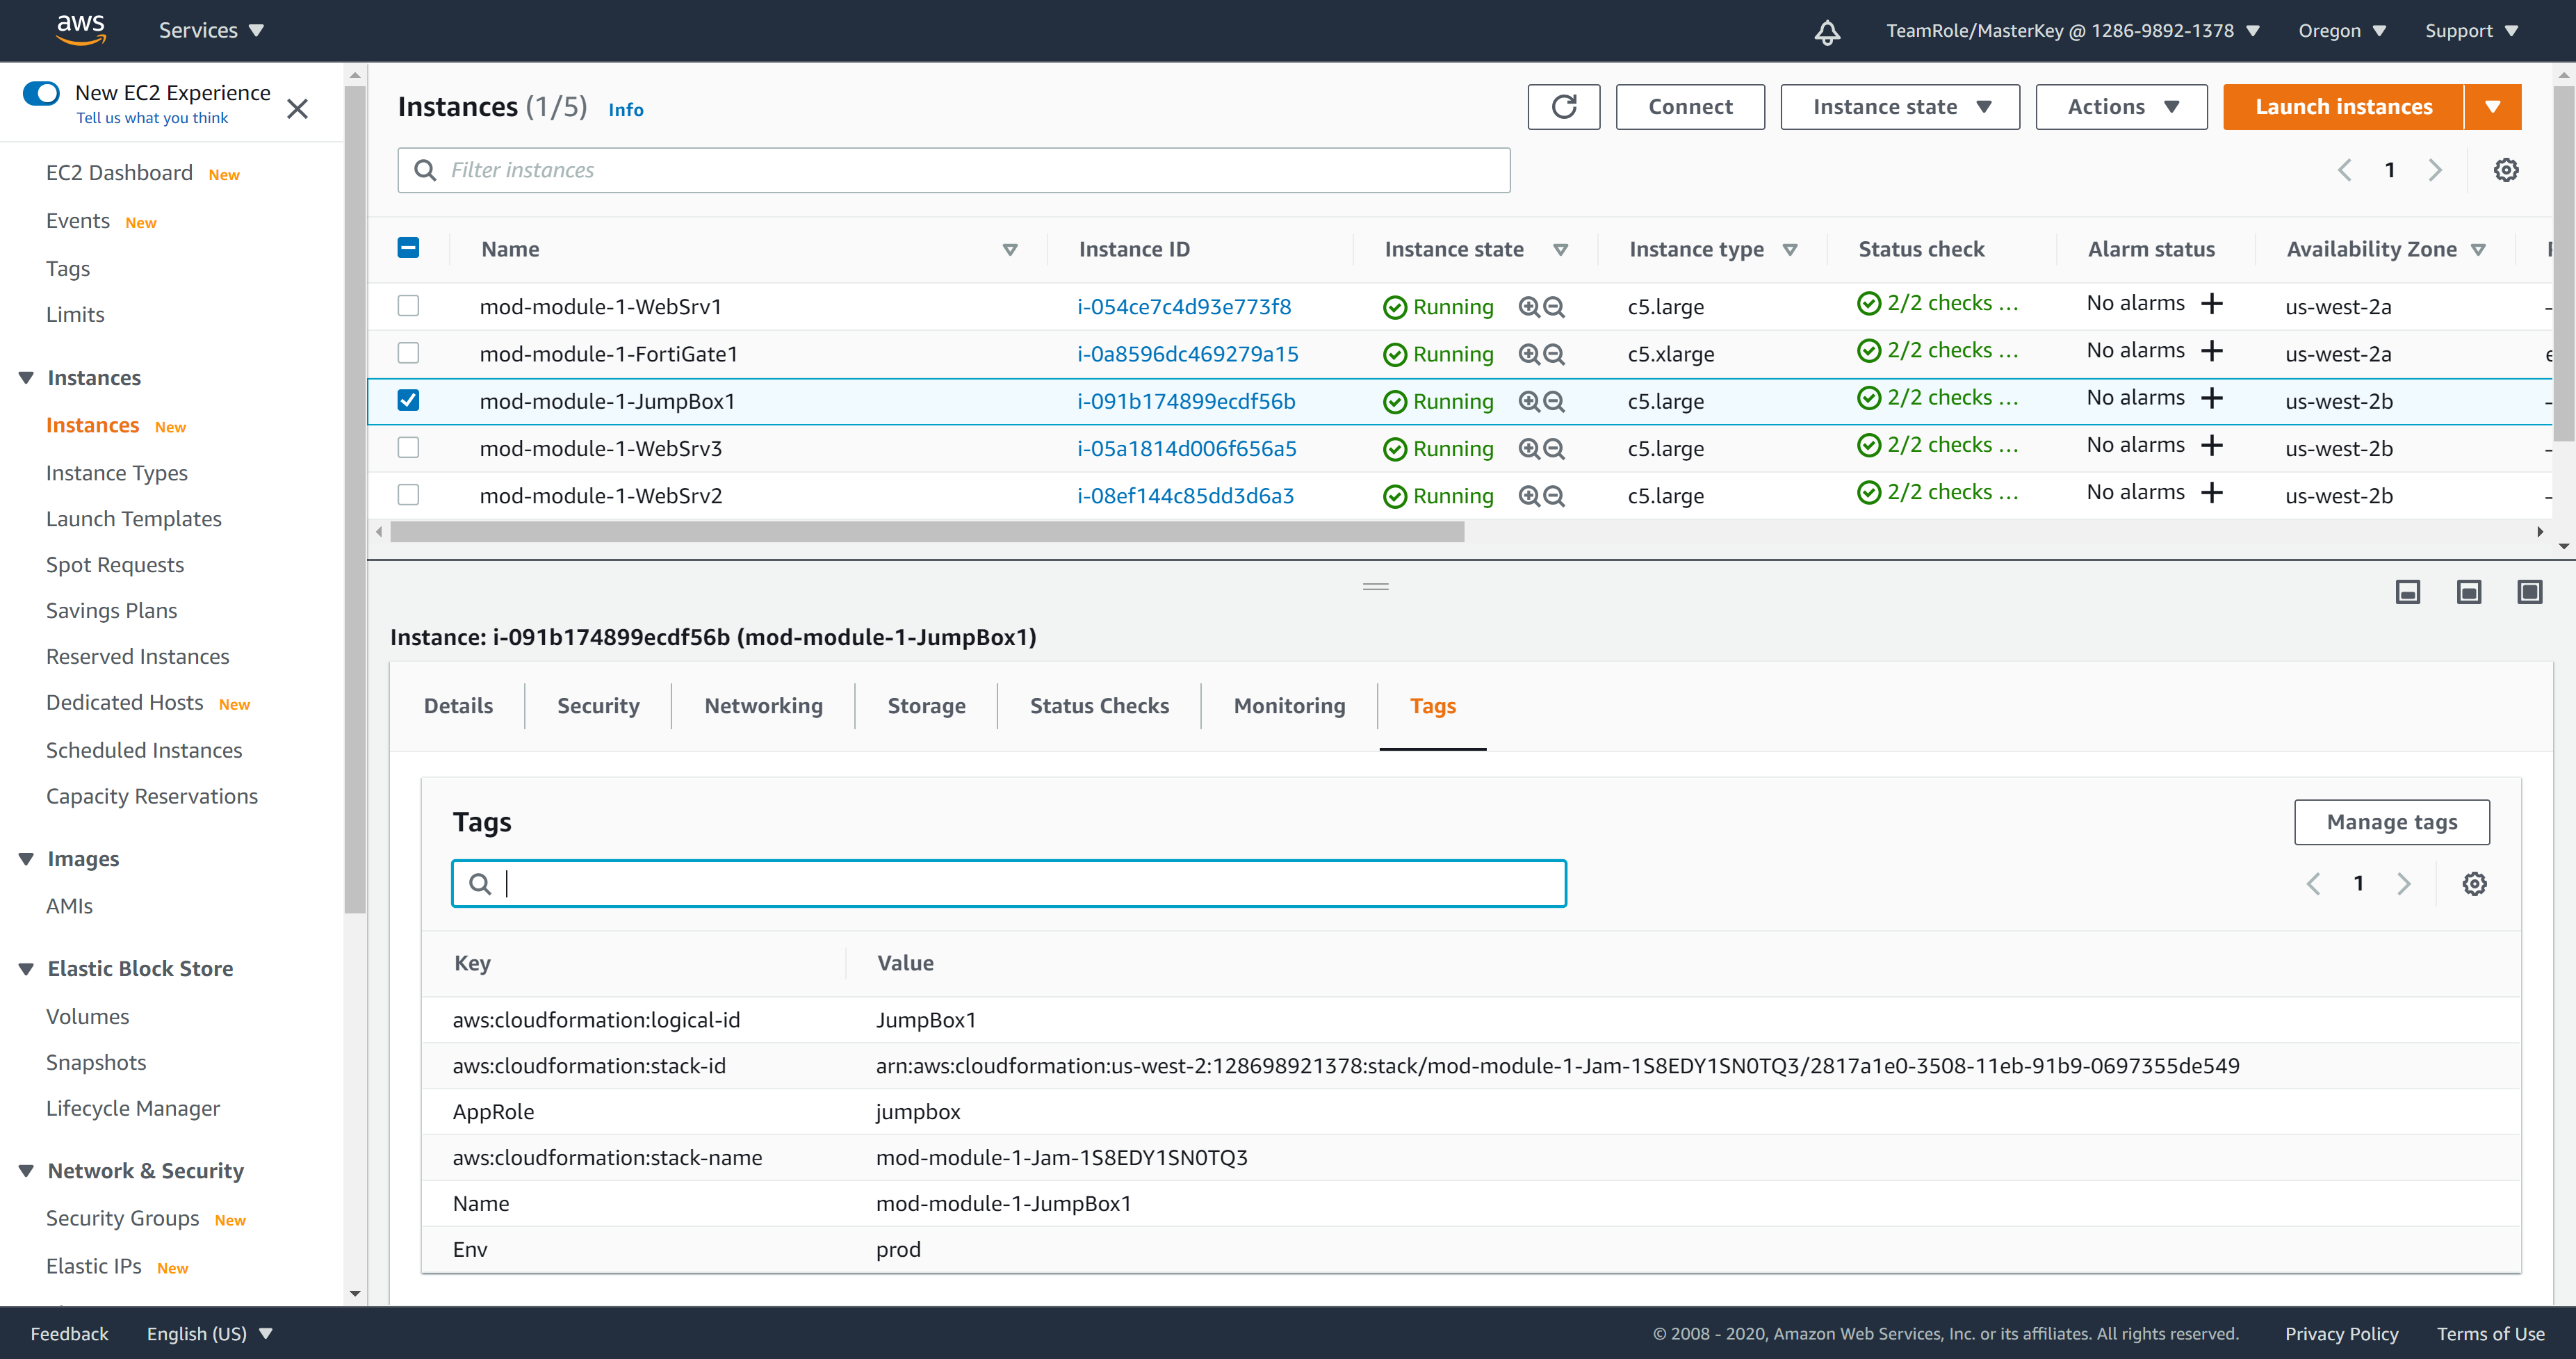 aws Services TeamRole/MasterKey @ 1286-9892-1378 Oregon Support
New EC2 Experience
Tell us what you think
EC2 Dashboard New
Events New
Tags
Limits
Instances
Instances New
Instance Types
Launch Templates
Spot Requests
Savings Plans
Reserved Instances
Dedicated Hosts New
Scheduled Instances
Capacity Reservations
Images
AMIs
Elastic Block Store
Volumes
Snapshots
Lifecycle Manager
Network & Security
Security Groups New
Elastic IPs New
Instances (1/5) Info Connect Instance state Actions Launch instances
Filter instances 1
Name Instance ID Instance state Instance type Status check Alarm status Availability Zone
mod-module-1-WebSrv1 i-054ce7c4d93e773f8 Running c5.large 2/2 checks ... No alarms us-west-2a
mod-module-1-FortiGate1 i-0a8596dc469279a15 Running c5.xlarge 2/2 checks ... No alarms us-west-2a
mod-module-1-JumpBox1 i-091b174899ecdf56b Running c5.large 2/2 checks ... No alarms us-west-2b
mod-module-1-WebSrv3 i-05a1814d006f656a5 Running c5.large 2/2 checks ... No alarms us-west-2b
mod-module-1-WebSrv2 i-08ef144c85dd3d6a3 Running c5.large 2/2 checks ... No alarms us-west-2b
Instance: i-091b174899ecdf56b (mod-module-1-JumpBox1)
Details Security Networking Storage Status Checks Monitoring Tags
Tags Manage tags
1
Key Value
aws:cloudformation:logical-id JumpBox1
aws:cloudformation:stack-id arn:aws:cloudformation:us-west-2:128698921378:stack/mod-module-1-Jam-1S8EDY1SN0TQ3/2817a1e0-3508-11eb-91b9-0697355de549
AppRole jumpbox
aws:cloudformation:stack-name mod-module-1-Jam-1S8EDY1SN0TQ3
Name mod-module-1-JumpBox1
Env prod
Feedback English (US) © 2008 - 2020, Amazon Web Services, Inc. or its affiliates. All rights reserved. Privacy Policy Terms of Use